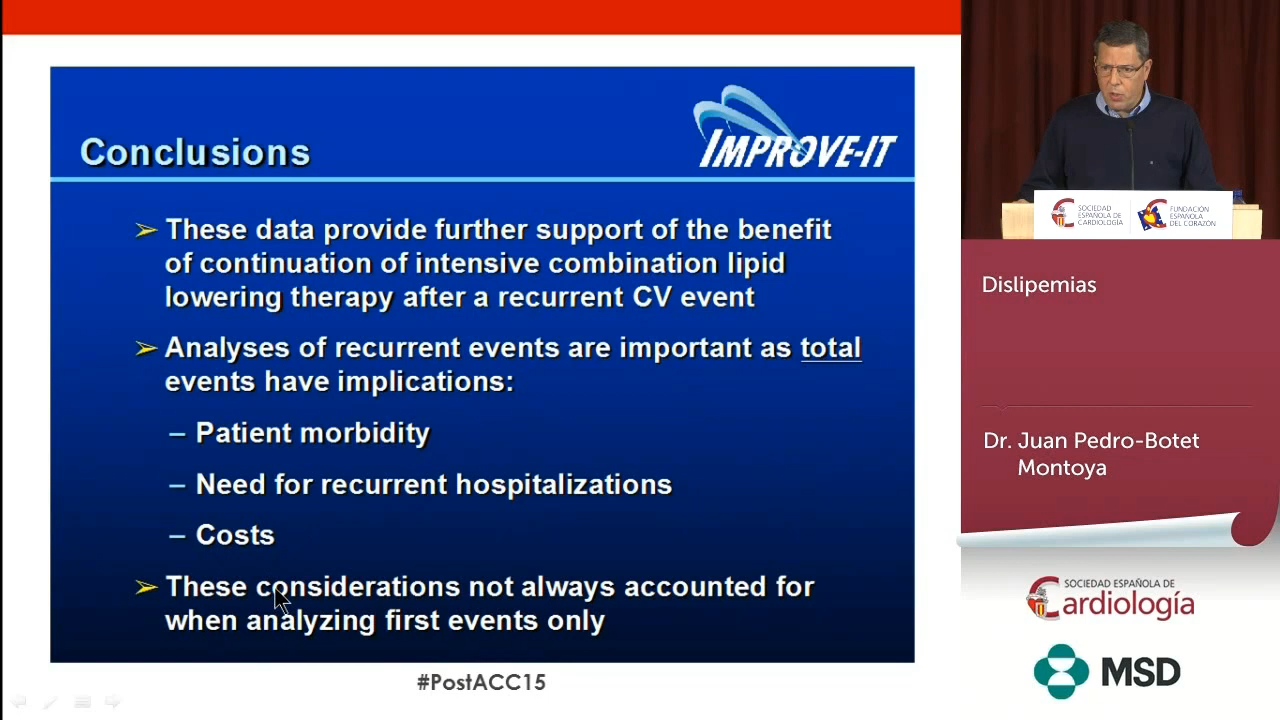 Conclusions
IMPROVE-IT
➢ These data provide further support of the benefit
of continuation of intensive combination lipid
lowering therapy after a recurrent CV event
➢ Analyses of recurrent events are important as total
events have implications:
– Patient morbidity
– Need for recurrent hospitalizations
– Costs
➢ These considerations not always accounted for
when analyzing first events only
#PostACC15
SOCIEDAD
ESPAÑOLA DE
CARDIOLOGÍA
FUNDACIÓN
ESPAÑOLA
DEL CORAZÓN
Dislipemias
Dr. Juan Pedro-Botet
Montoya
SOCIEDAD ESPAÑOLA DE
Cardiología
MSD